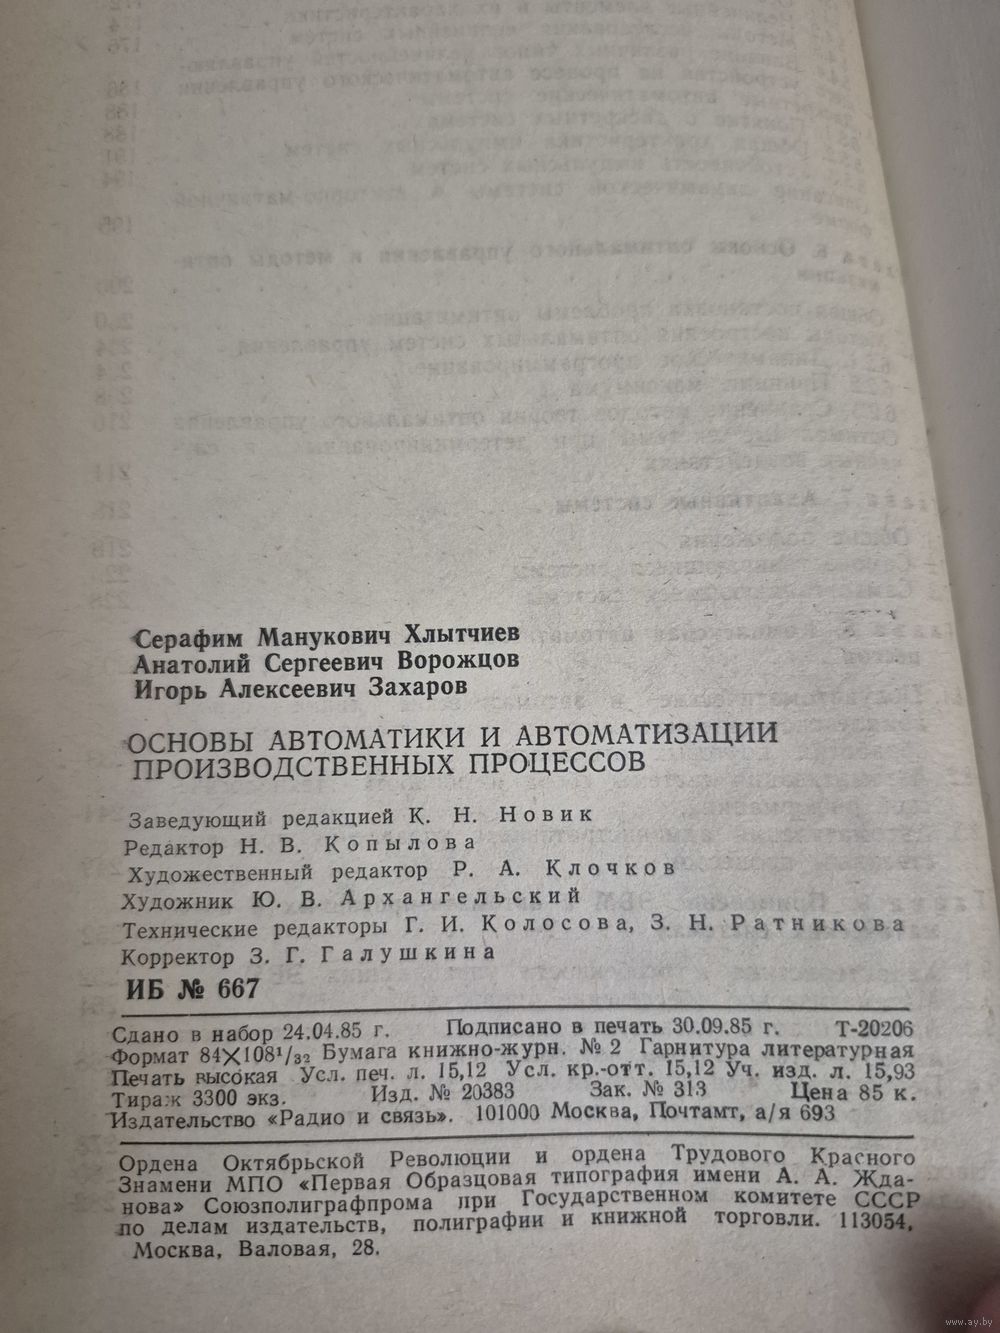 Серафим Манукович Хлытчиев
Анатолий Сергеевич Ворожцов
Игорь Алексеевич Захаров
ОСНОВЫ АВТОМАТИКИ И АВТОМАТИЗАЦИИ
ПРОИЗВОДСТВЕННЫХ ПРОЦЕССОВ
Заведующий редакцией К. Н. Новик
Редактор Н. В. Копылова
Художественный редактор Р. А. Клочков
Художник Ю. В. Архангельский
Технические редакторы Г. И. Колосова, З. Н. Ратникова
Корректор З. Г. Галушкина
ИБ № 667
Сдано в набор 24.04.85 г. Подписано в печать 30.09.85 г. Т-20206
Формат 84×108¹/₃₂ Бумага книжно-журн. № 2 Гарнитура литературная
Печать высокая Усл. печ. л. 15,12 Усл. кр.-отт. 15,12 Уч. изд. л. 15,93
Тираж 3300 экз. Изд. № 20383 Зак. № 313 Цена 85 к.
Издательство «Радио и связь». 101000 Москва, Почтамт, а/я 693
Ордена Октябрьской Революции и ордена Трудового Красного
Знамени МПО «Первая Образцовая типография имени А. А. Жда-
нова» Союзполиграфпрома при Государственном комитете СССР
по делам издательств, полиграфии и книжной торговли. 113054,
Москва, Валовая, 28.
www.ay.by